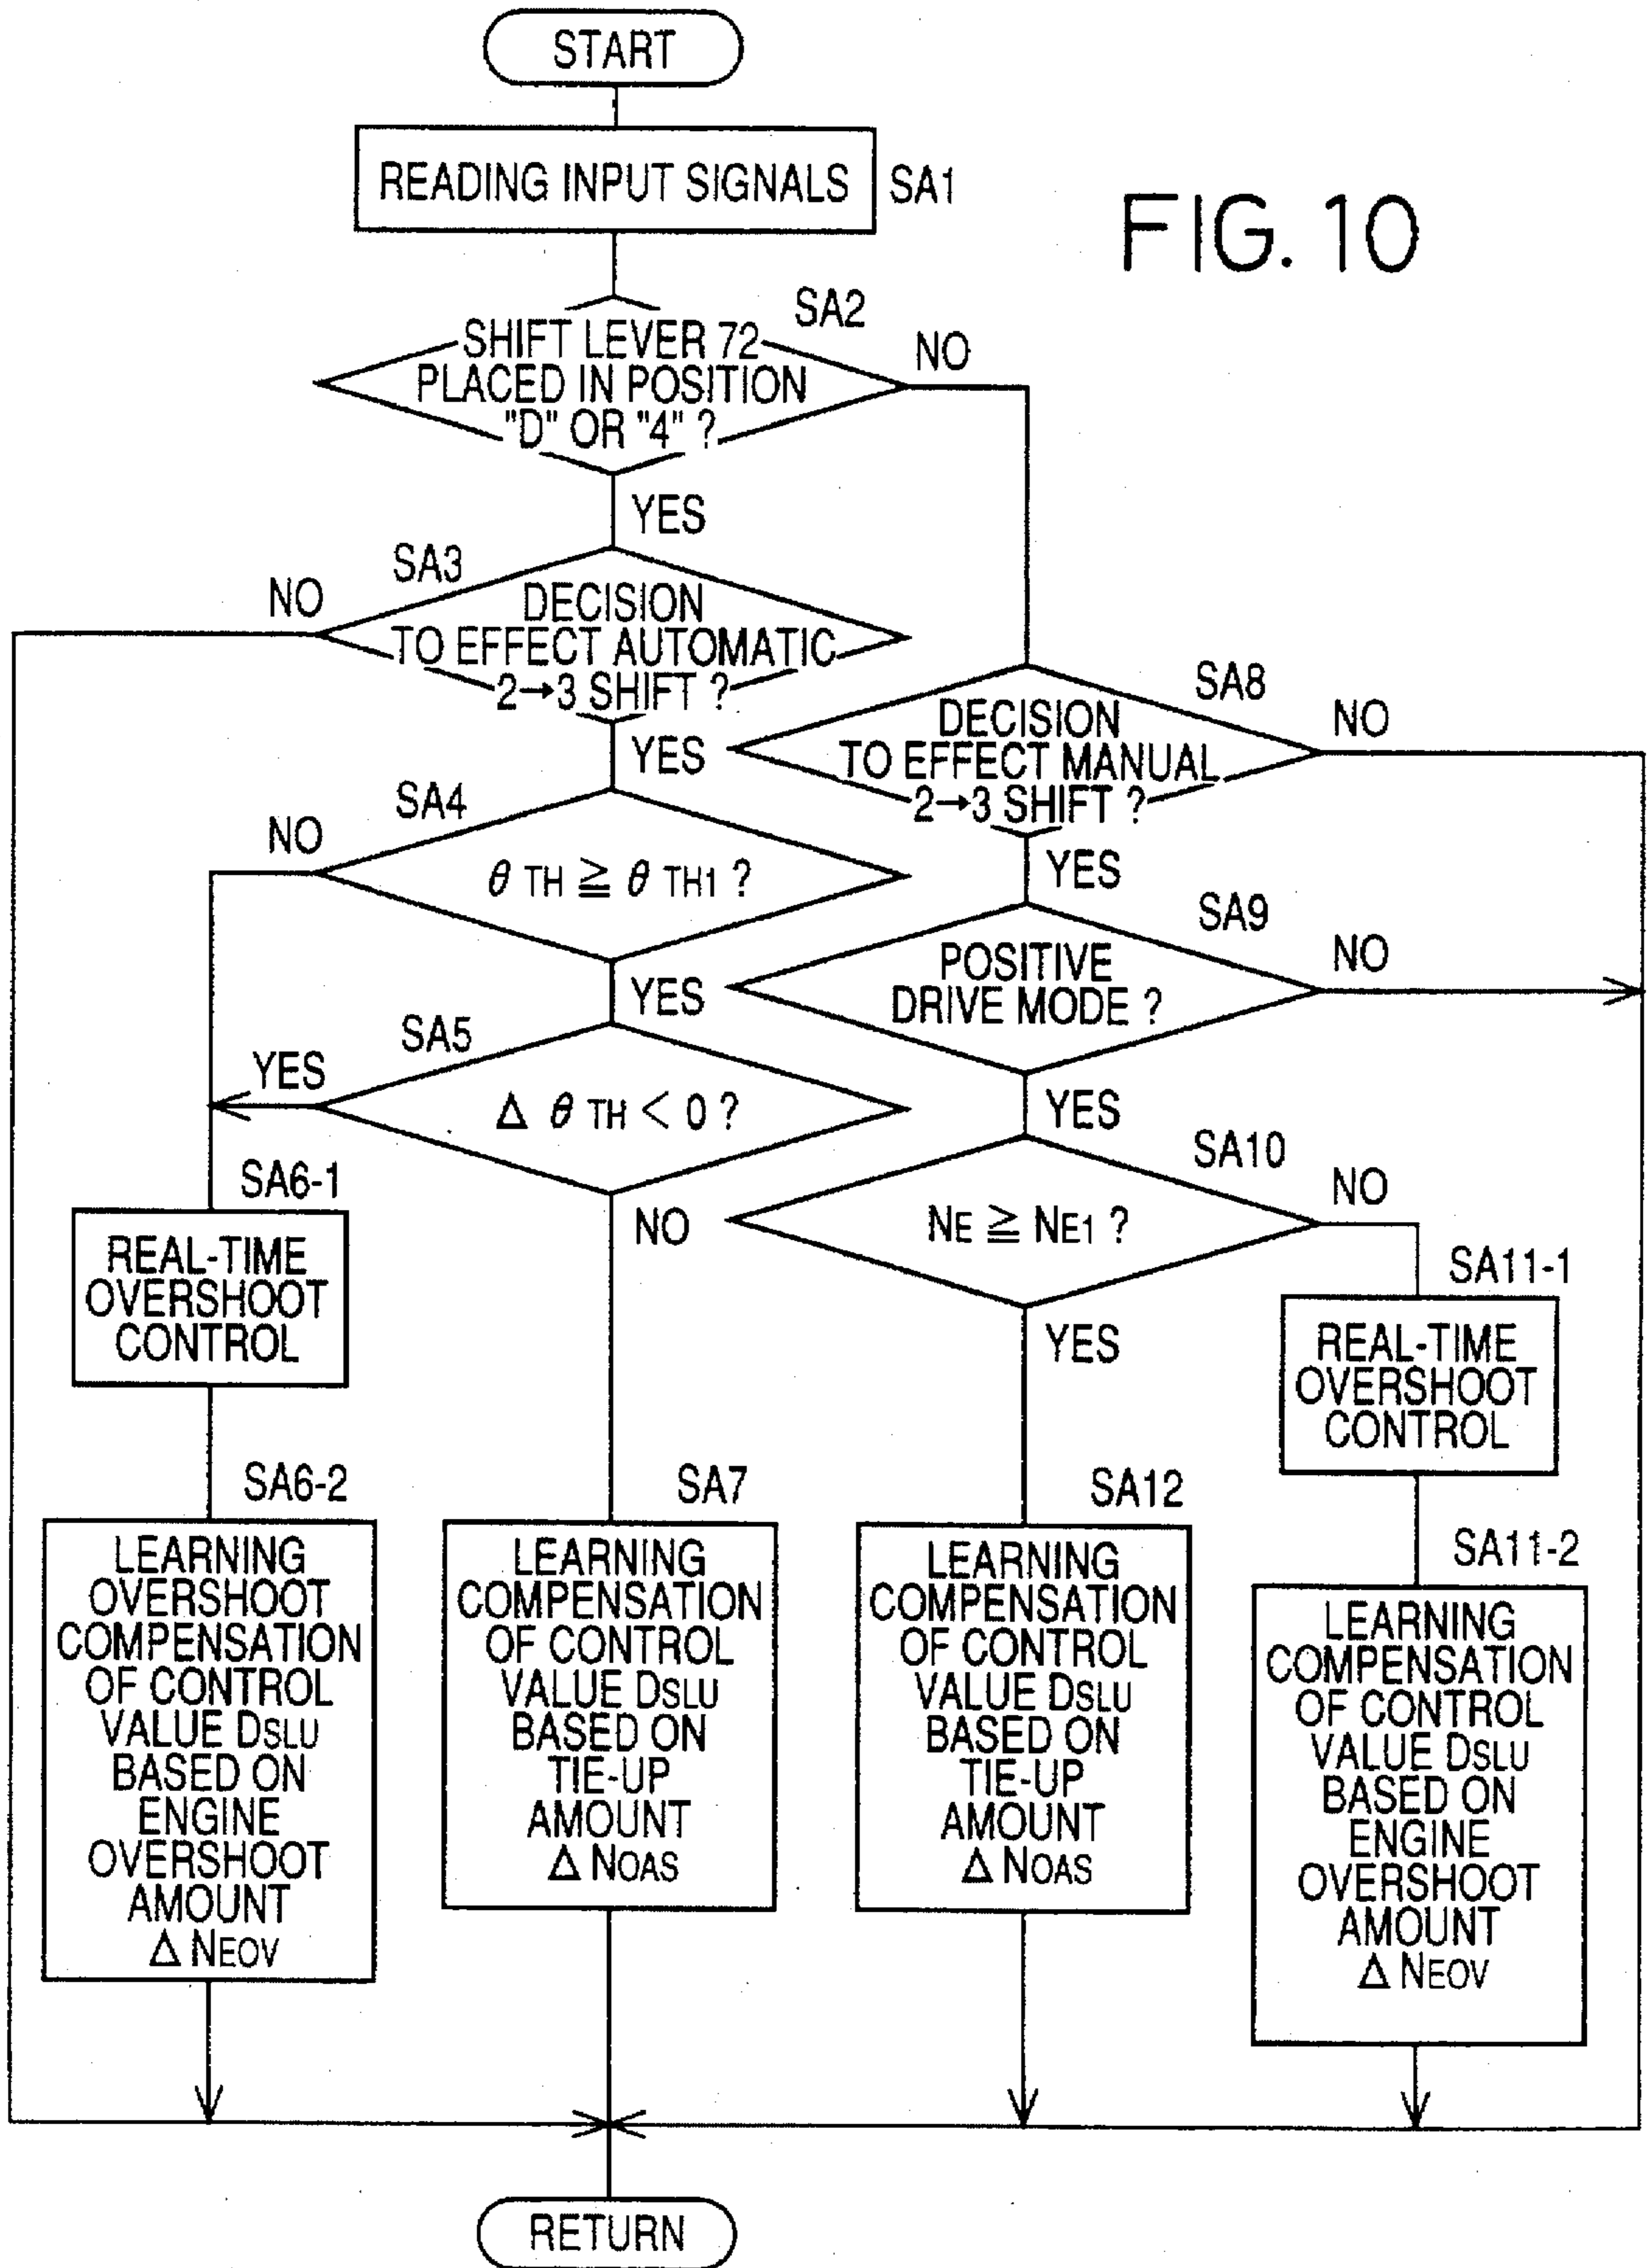 START
READING INPUT SIGNALS
SA1
FIG. 10
SA2
SHIFT LEVER 72
PLACED IN POSITION
"D" OR "4" ?
NO
YES
SA3
NO
DECISION
TO EFFECT AUTOMATIC
2→3 SHIFT ?
YES
SA8
DECISION
TO EFFECT MANUAL
2→3 SHIFT ?
NO
YES
SA4
NO
θ TH ≧ θ TH1 ?
YES
SA9
POSITIVE
DRIVE MODE ?
NO
YES
SA5
YES
Δ θ TH < 0 ?
NO
SA10
NE ≧ NE1 ?
NO
YES
SA6-1
REAL-TIME
OVERSHOOT
CONTROL
SA11-1
REAL-TIME
OVERSHOOT
CONTROL
SA6-2
LEARNING
OVERSHOOT
COMPENSATION
OF CONTROL
VALUE DSLU
BASED ON
ENGINE
OVERSHOOT
AMOUNT
Δ NEOV
SA7
LEARNING
COMPENSATION
OF CONTROL
VALUE DSLU
BASED ON
TIE-UP
AMOUNT
Δ NOAS
SA12
LEARNING
COMPENSATION
OF CONTROL
VALUE DSLU
BASED ON
TIE-UP
AMOUNT
Δ NOAS
SA11-2
LEARNING
COMPENSATION
OF CONTROL
VALUE DSLU
BASED ON
ENGINE
OVERSHOOT
AMOUNT
Δ NEOV
RETURN